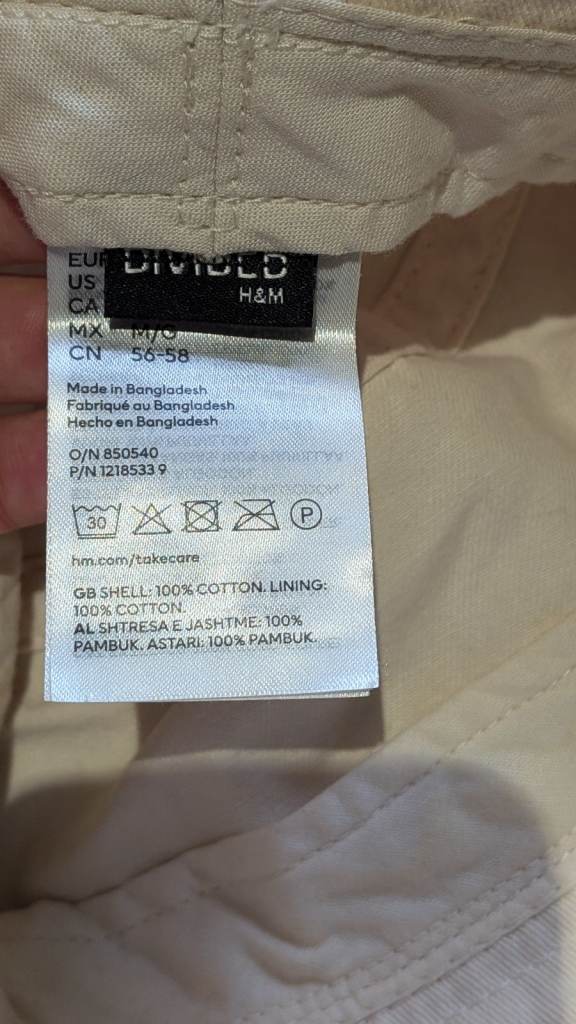 EUR
US
CA
DIVIDED
H&M
MX M/G
CN 56-58
Made in Bangladesh
Fabriqué au Bangladesh
Hecho en Bangladesh
O/N 850540
P/N 1218533 9
30
P
hm.com/takecare
GB SHELL: 100% COTTON. LINING:
100% COTTON.
AL SHTRESA E JASHTME: 100%
PAMBUK. ASTARI: 100% PAMBUK.